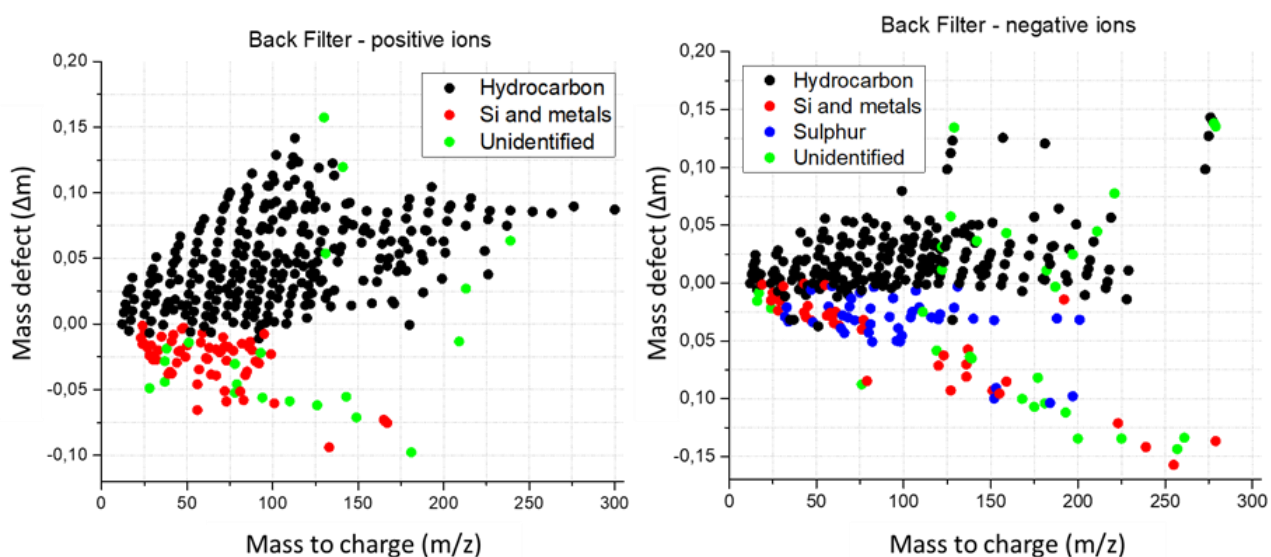 Back Filter - positive ions
0,20
0,15
0,10
0,05
0,00
-0,05
-0,10
Mass defect (Δm)
Hydrocarbon
Si and metals
Unidentified
0
50
100
150
200
250
300
Mass to charge (m/z)
Back Filter - negative ions
0,20
0,15
0,10
0,05
0,00
-0,05
-0,10
-0,15
Mass defect (Δm)
Hydrocarbon
Si and metals
Sulphur
Unidentified
0
50
100
150
200
250
300
Mass to charge (m/z)